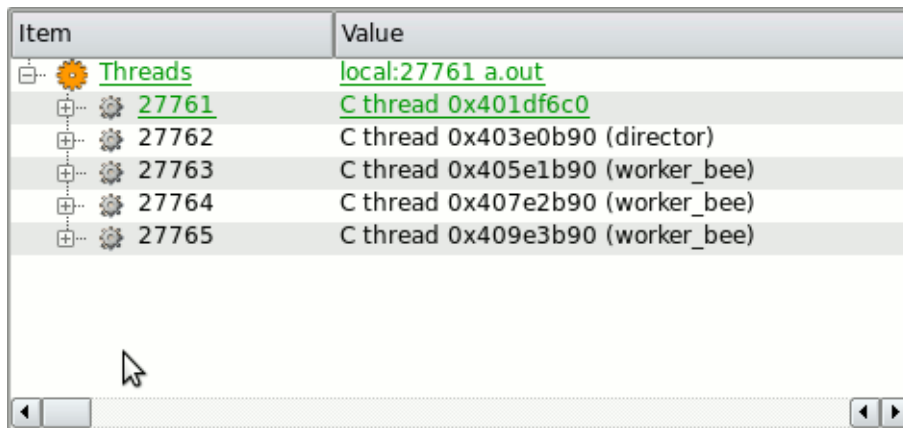 Item Value
Threads local:27761 a.out
27761 C thread 0x401df6c0
27762 C thread 0x403e0b90 (director)
27763 C thread 0x405e1b90 (worker_bee)
27764 C thread 0x407e2b90 (worker_bee)
27765 C thread 0x409e3b90 (worker_bee)